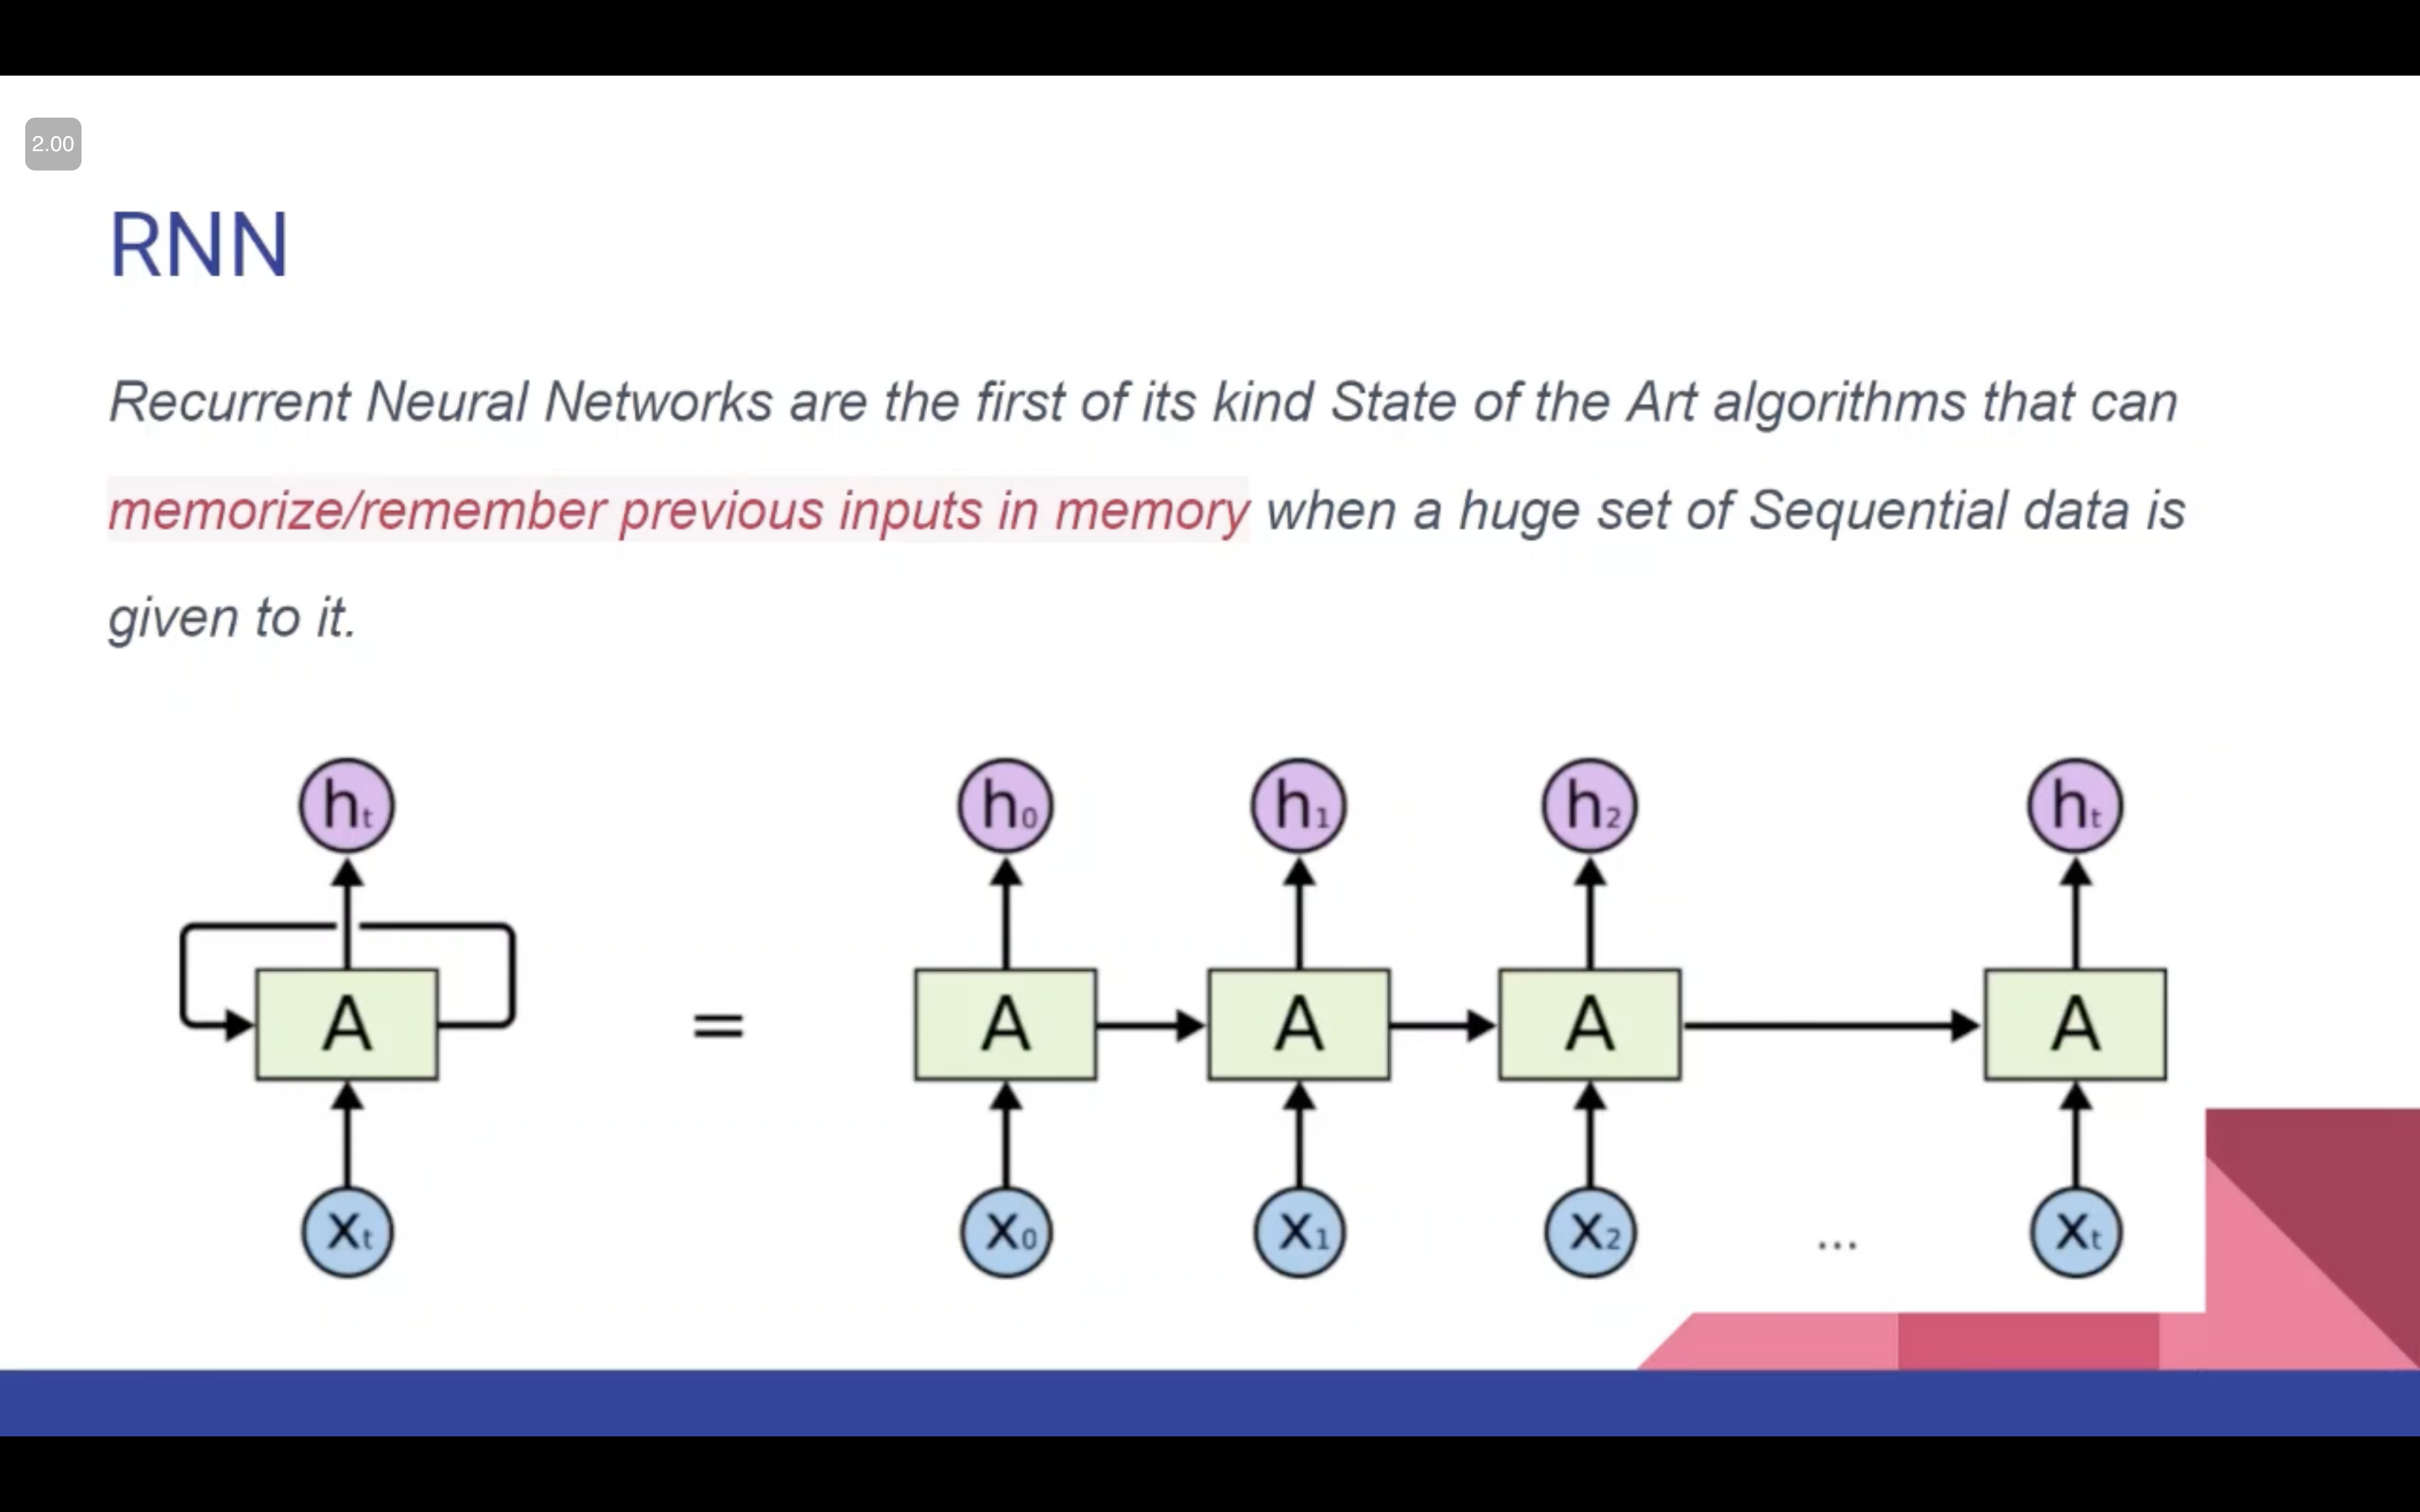 2.00
RNN
Recurrent Neural Networks are the first of its kind State of the Art algorithms that can
memorize/remember previous inputs in memory when a huge set of Sequential data is
given to it.
ht h0 h1 h2 ht
A = A A A A
xt x0 x1 x2 ... xt